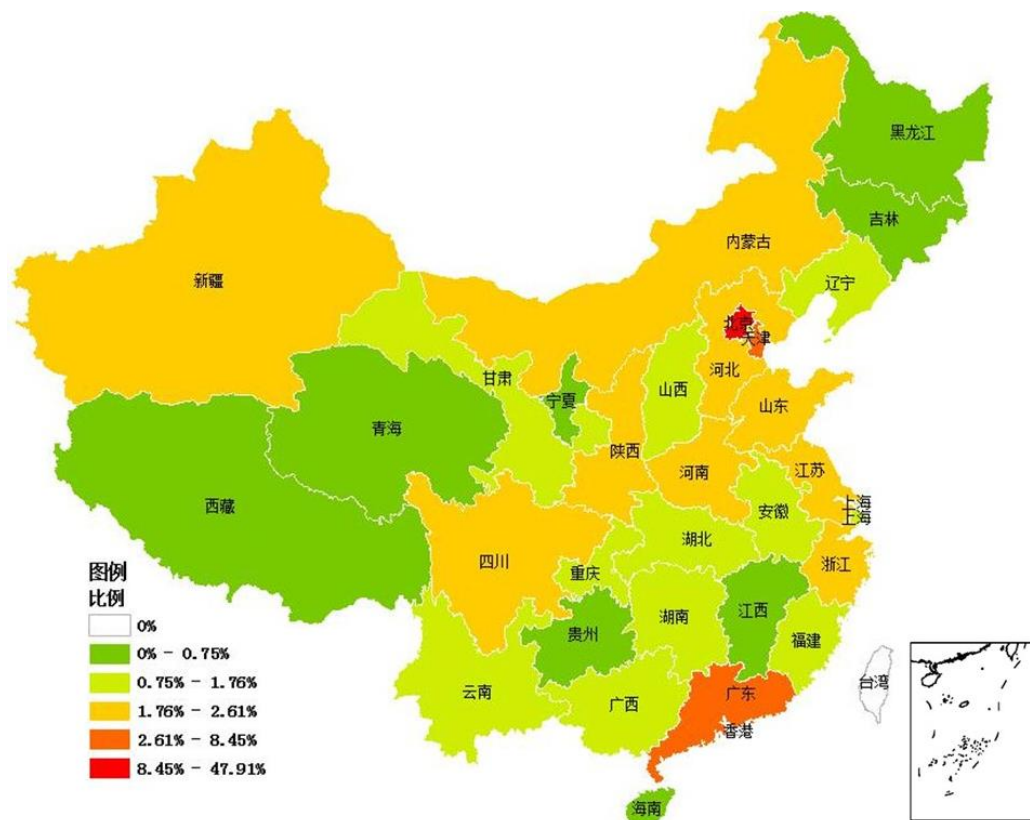 黑龙江
吉林
内蒙古
辽宁
新疆
北京
天津
河北
山西
甘肃
宁夏
山东
青海
陕西
河南
江苏
西藏
上海
上海
安徽
湖北
四川
浙江
重庆
湖南
江西
贵州
福建
云南
广西
广东
台湾
香港
海南
图例
比例
0%
0% - 0.75%
0.75% - 1.76%
1.76% - 2.61%
2.61% - 8.45%
8.45% - 47.91%